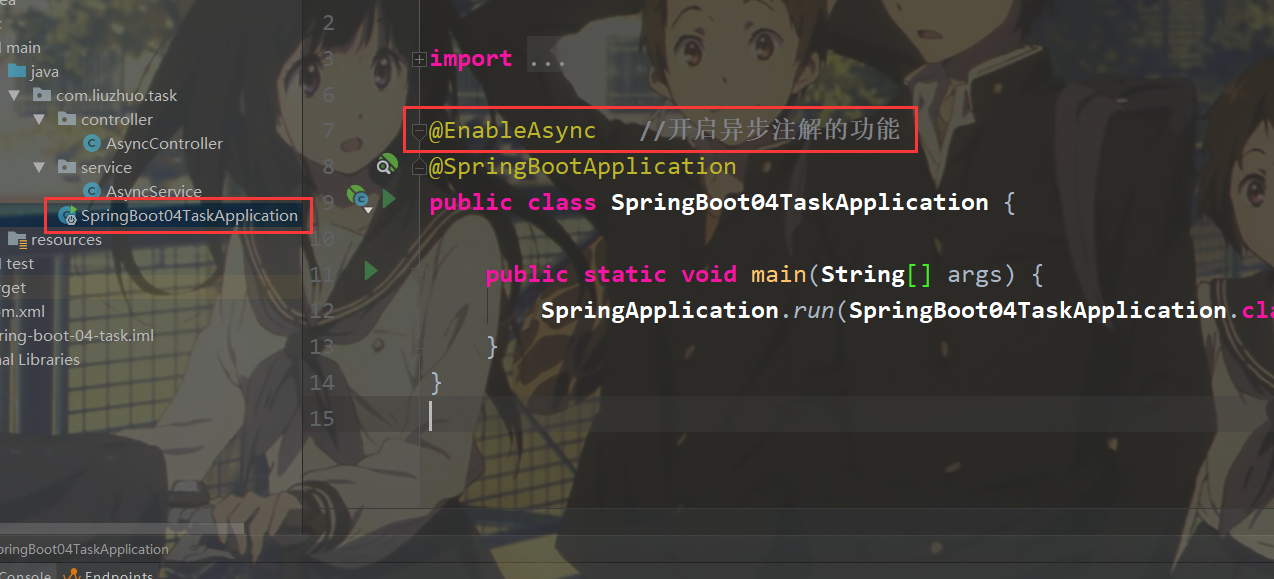 main
java
com.liuzhuo.task
controller
AsyncController
service
AsyncService
SpringBoot04TaskApplication
resources
test
ring-boot-04-task.iml
al Libraries
2
3 import ...
6
7 @EnableAsync //开启异步注解的功能
8 @SpringBootApplication
9 public class SpringBoot04TaskApplication {
10
11 public static void main(String[] args) {
12 SpringApplication.run(SpringBoot04TaskApplication.cla
13 }
14 }
15
pringBoot04TaskApplication
Console Endpoints